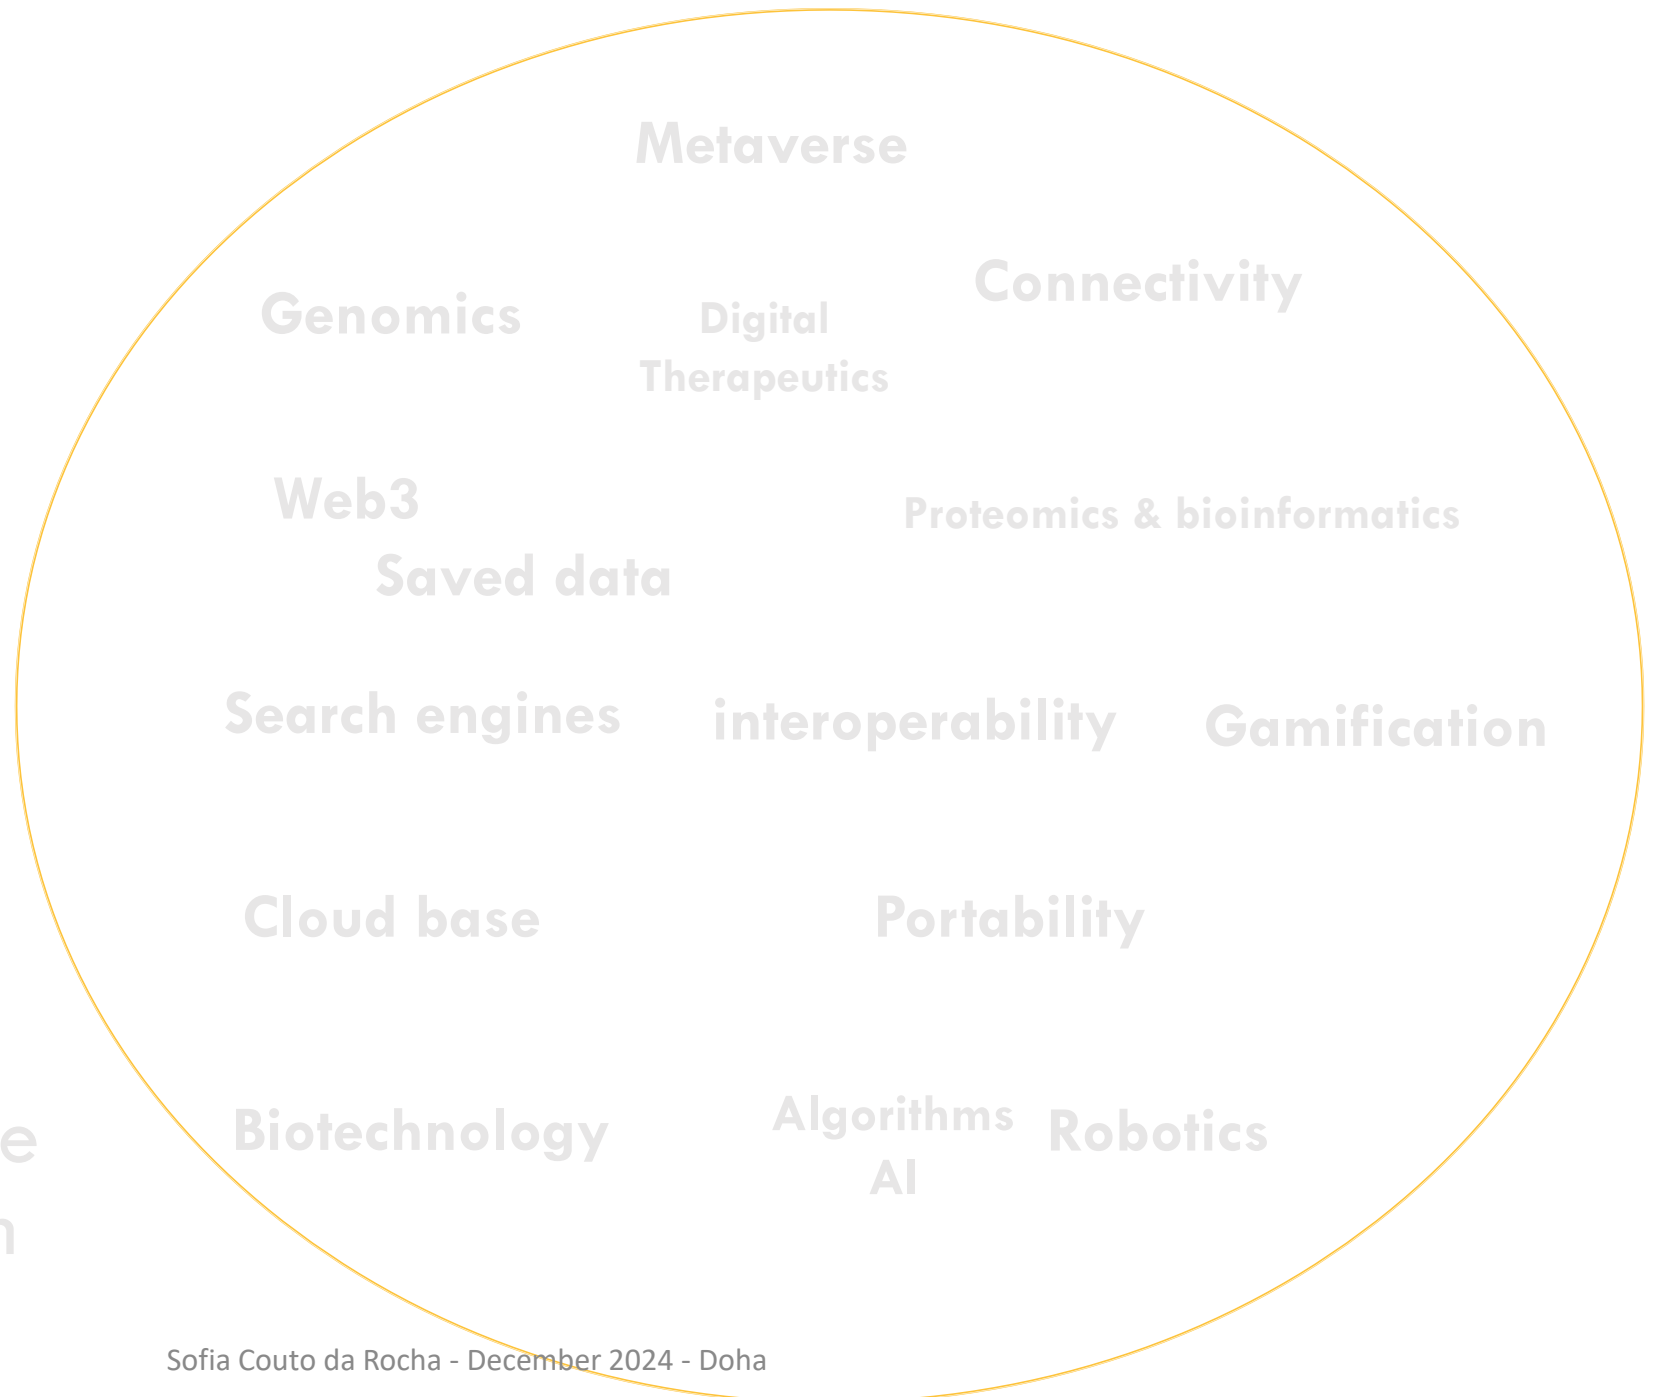 Metaverse
Connectivity
Genomics
Digital
Therapeutics
Web3
Proteomics & bioinformatics
Saved data
Search engines
interoperability
Gamification
Cloud base
Portability
Biotechnology
Algorithms
AI
Robotics
e
Sofia Couto da Rocha - December 2024 - Doha